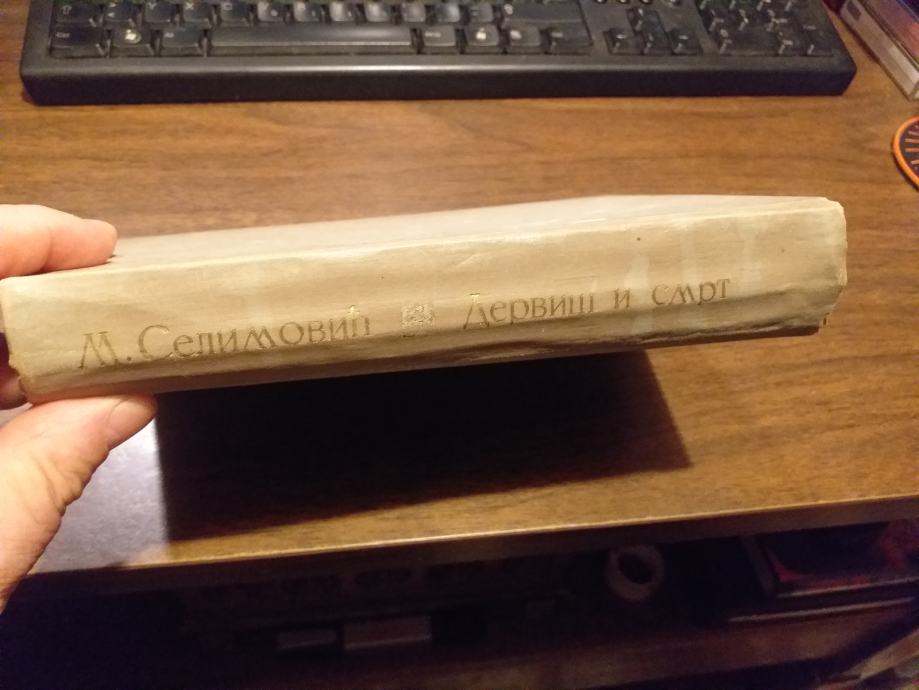 М. Селимовић Дервиш и смрт